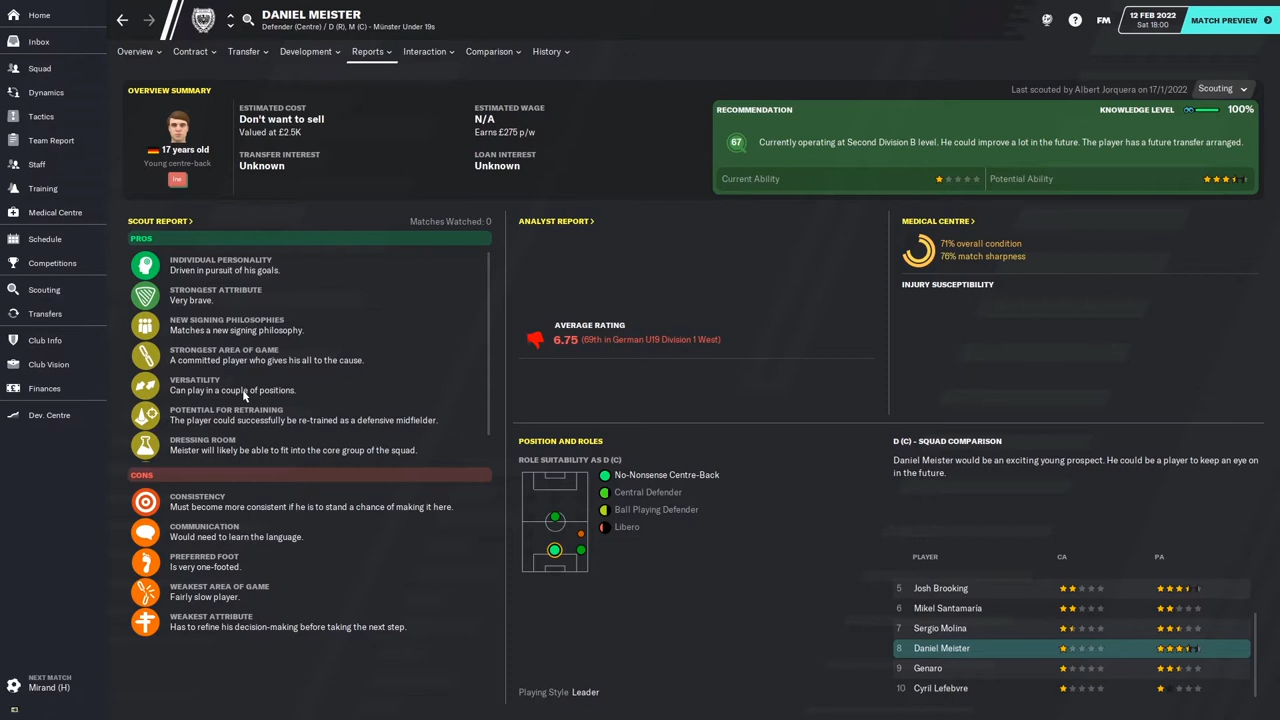 Home
Inbox
Squad
Dynamics
Tactics
Team Report
Staff
Training
Medical Centre
Schedule
Competitions
Scouting
Transfers
Club Info
Club Vision
Finances
Dev. Centre
NEXT MATCH
Mirand (H)
DANIEL MEISTER
Defender (Centre) / D (R), M (C) - Münster Under 19s
FM
12 FEB 2022
Sat 18:00
MATCH PREVIEW
Overview
Contract
Transfer
Development
Reports
Interaction
Comparison
History
OVERVIEW SUMMARY
Last scouted by Albert Jorquera on 17/1/2022
Scouting
17 years old
Young centre-back
Ine
ESTIMATED COST
Don't want to sell
Valued at £2.5K
TRANSFER INTEREST
Unknown
ESTIMATED WAGE
N/A
Earns £275 p/w
LOAN INTEREST
Unknown
RECOMMENDATION
KNOWLEDGE LEVEL
100%
67
Currently operating at Second Division B level. He could improve a lot in the future. The player has a future transfer arranged.
Current Ability
Potential Ability
SCOUT REPORT >
Matches Watched: 0
PROS
INDIVIDUAL PERSONALITY
Driven in pursuit of his goals.
STRONGEST ATTRIBUTE
Very brave.
NEW SIGNING PHILOSOPHIES
Matches a new signing philosophy.
STRONGEST AREA OF GAME
A committed player who gives his all to the cause.
VERSATILITY
Can play in a couple of positions.
POTENTIAL FOR RETRAINING
The player could successfully be re-trained as a defensive midfielder.
DRESSING ROOM
Meister will likely be able to fit into the core group of the squad.
CONS
CONSISTENCY
Must become more consistent if he is to stand a chance of making it here.
COMMUNICATION
Would need to learn the language.
PREFERRED FOOT
Is very one-footed.
WEAKEST AREA OF GAME
Fairly slow player.
WEAKEST ATTRIBUTE
Has to refine his decision-making before taking the next step.
ANALYST REPORT >
AVERAGE RATING
6.75 (69th in German U19 Division 1 West)
MEDICAL CENTRE >
71% overall condition
76% match sharpness
INJURY SUSCEPTIBILITY
POSITION AND ROLES
ROLE SUITABILITY AS D (C)
No-Nonsense Centre-Back
Central Defender
Ball Playing Defender
Libero
Playing Style Leader
D (C) - SQUAD COMPARISON
Daniel Meister would be an exciting young prospect. He could be a player to keep an eye on
in the future.
PLAYER CA PA
5 Josh Brooking
6 Mikel Santamaría
7 Sergio Molina
8 Daniel Meister
9 Genaro
10 Cyril Lefebvre